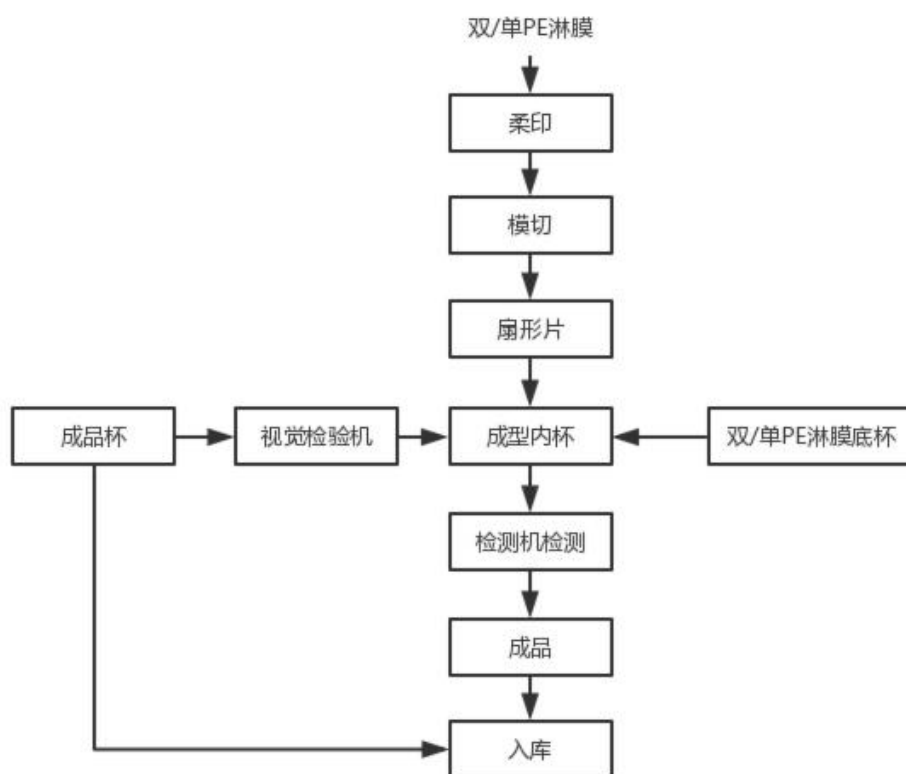 双/单PE淋膜
柔印
模切
扇形片
成品杯
视觉检验机
成型内杯
双/单PE淋膜底杯
检测机检测
成品
入库